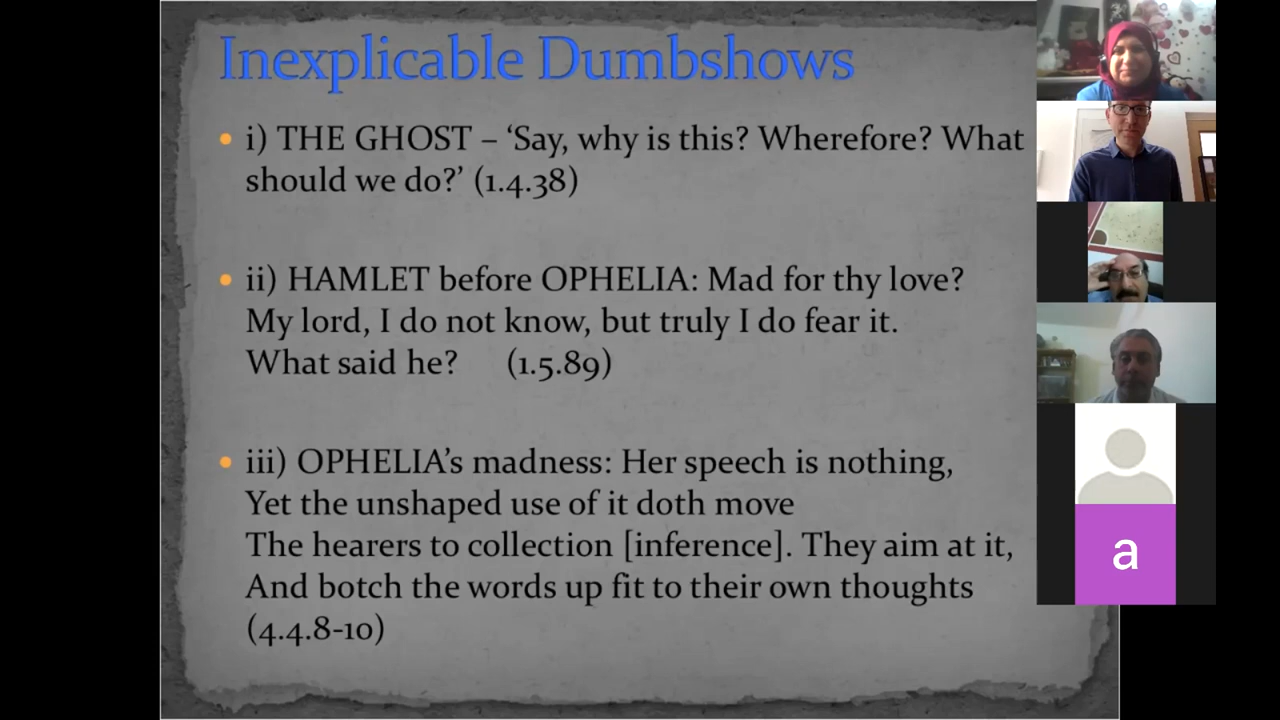 Inexplicable Dumbshows
• i) THE GHOST – ‘Say, why is this? Wherefore? What
should we do?’ (1.4.38)
• ii) HAMLET before OPHELIA: Mad for thy love?
My lord, I do not know, but truly I do fear it.
What said he? (1.5.89)
• iii) OPHELIA’s madness: Her speech is nothing,
Yet the unshaped use of it doth move
The hearers to collection [inference]. They aim at it,
And botch the words up fit to their own thoughts
(4.4.8-10)
a